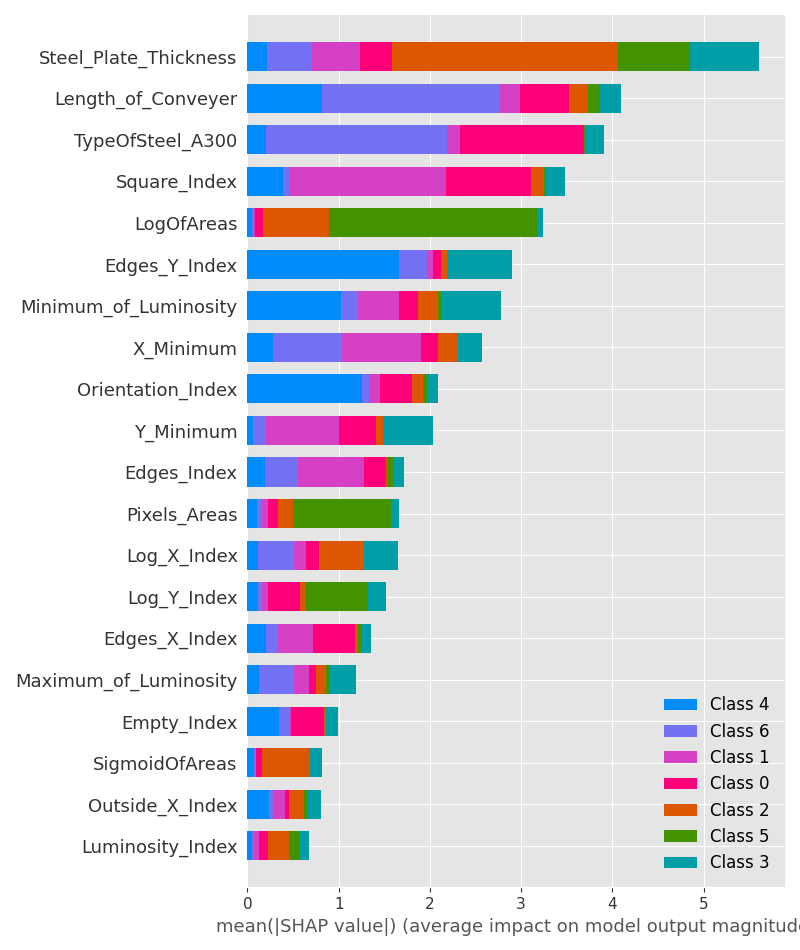 Steel_Plate_Thickness
Length_of_Conveyer
TypeOfSteel_A300
Square_Index
LogOfAreas
Edges_Y_Index
Minimum_of_Luminosity
X_Minimum
Orientation_Index
Y_Minimum
Edges_Index
Pixels_Areas
Log_X_Index
Log_Y_Index
Edges_X_Index
Maximum_of_Luminosity
Empty_Index
SigmoidOfAreas
Outside_X_Index
Luminosity_Index
Class 4
Class 6
Class 1
Class 0
Class 2
Class 5
Class 3
0 1 2 3 4 5
mean(|SHAP value|) (average impact on model output magnitude